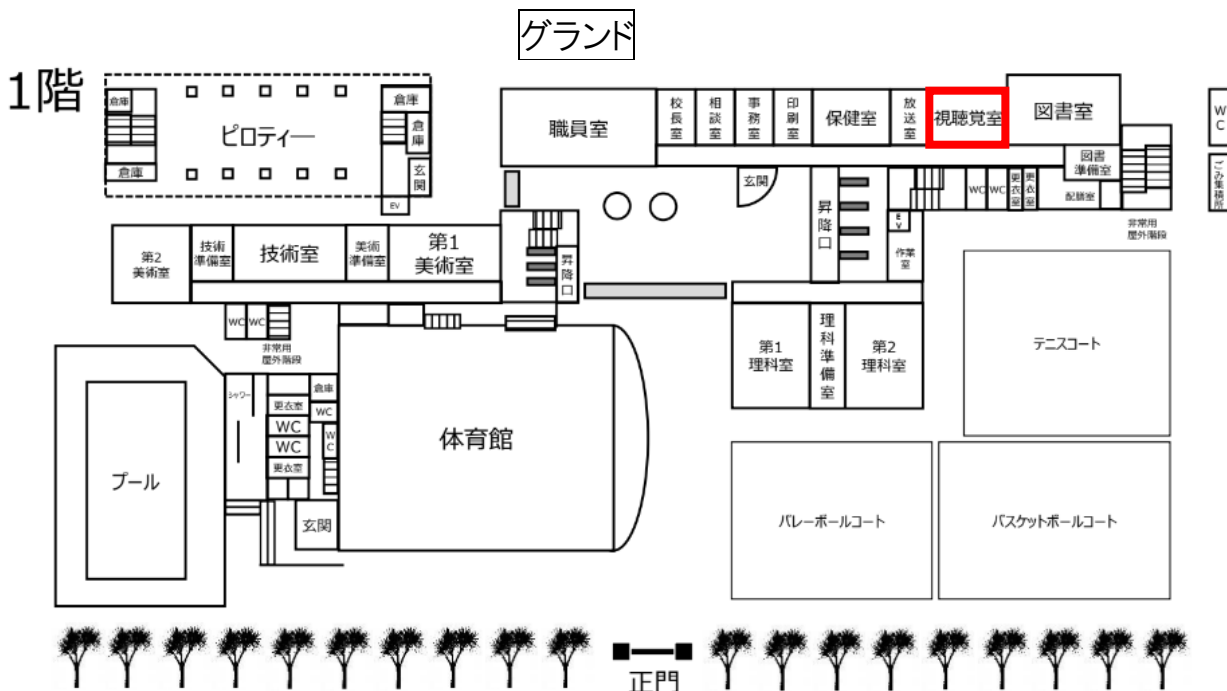 グランド
1階
倉庫
倉庫
ピロティ―
倉庫
倉庫
玄関
EV
職員室
校長室
相談室
事務室
印刷室
保健室
放送室
視聴覚室
図書室
図書
準備室
WC
ごみ集積所
玄関
昇降口
WC
WC
更衣室
更衣室
配膳室
非常用
屋外階段
EV
作業室
第2
美術室
技術
準備室
技術室
美術
準備室
第1
美術室
昇降口
WC
WC
非常用
屋外階段
第1
理科室
理科準備室
第2
理科室
テニスコート
プール
シャワー
更衣室
WC
WC
更衣室
倉庫
WC
WC
玄関
体育館
バレーボールコート
バスケットボールコート
正門